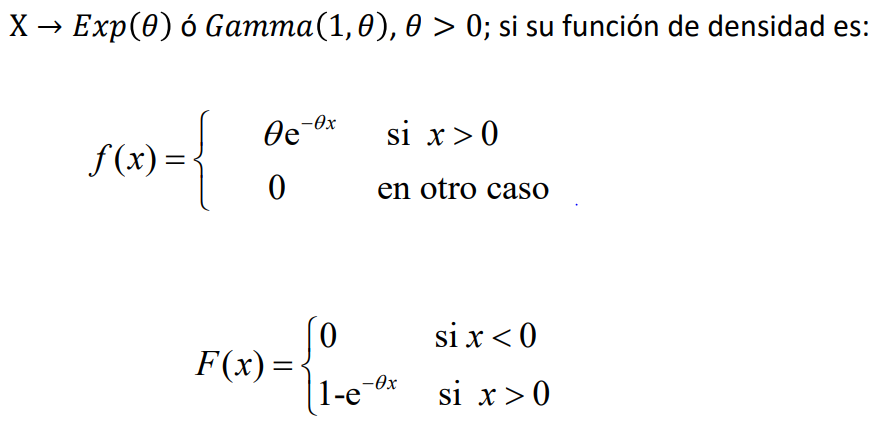 X → Exp(θ) ó Gamma(1, θ), θ > 0; si su función de densidad es:
f(x) = { θe^{−θx} si x > 0
0 en otro caso
F(x) = { 0 si x < 0
1-e^{−θx} si x > 0